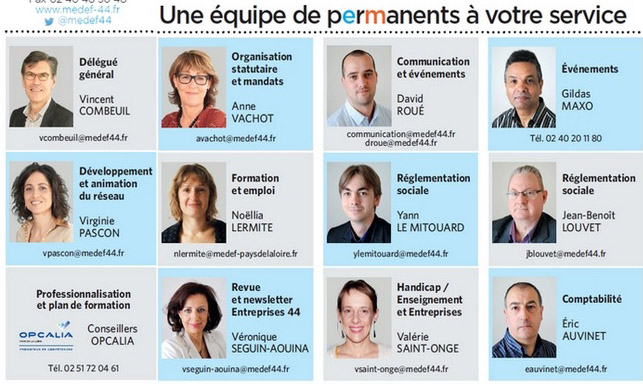 www.medef-44.fr
@medef44
Une équipe de permanents à votre service
Délégué
général
Vincent
COMBEUIL
vcombeuil@medef44.fr
Organisation
statutaire
et mandats
Anne
VACHOT
avachot@medef44.fr
Communication
et événements
David
ROUÉ
communication@medef44.fr
droue@medef44.fr
Événements
Gildas
MAXO
Tél. 02 40 20 11 80
Développement
et animation
du réseau
Virginie
PASCON
vpascon@medef44.fr
Formation
et emploi
Noëllia
LERMITE
nlermite@medef-paysdelaloire.fr
Réglementation
sociale
Yann
LE MITOUARD
ylemitouard@medef44.fr
Réglementation
sociale
Jean-Benoît
LOUVET
jblouvet@medef44.fr
Professionnalisation
et plan de formation
OPCALIA
Conseillers
OPCALIA
Tél. 02 51 72 04 61
Revue
et newsletter
Entreprises 44
Véronique
SEGUIN-AOUINA
vseguin-aouina@medef44.fr
Handicap /
Enseignement
et Entreprises
Valérie
SAINT-ONGE
vsaint-onge@medef44.fr
Comptabilité
Éric
AUVINET
eauvinet@medef44.fr